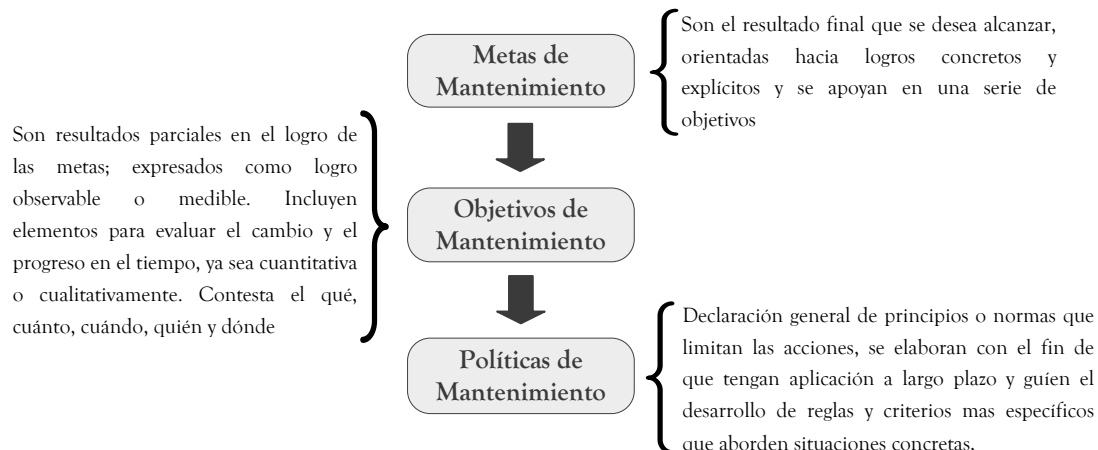 Metas de
Mantenimiento
Son el resultado final que se desea alcanzar,
orientadas hacia logros concretos y
explícitos y se apoyan en una serie de
objetivos
Son resultados parciales en el logro de
las metas; expresados como logro
observable o medible. Incluyen
elementos para evaluar el cambio y el
progreso en el tiempo, ya sea cuantitativa
o cualitativamente. Contesta el qué,
cuánto, cuándo, quién y dónde
Objetivos de
Mantenimiento
Políticas de
Mantenimiento
Declaración general de principios o normas que
limitan las acciones, se elaboran con el fin de
que tengan aplicación a largo plazo y guíen el
desarrollo de reglas y criterios mas específicos
que aborden situaciones concretas.